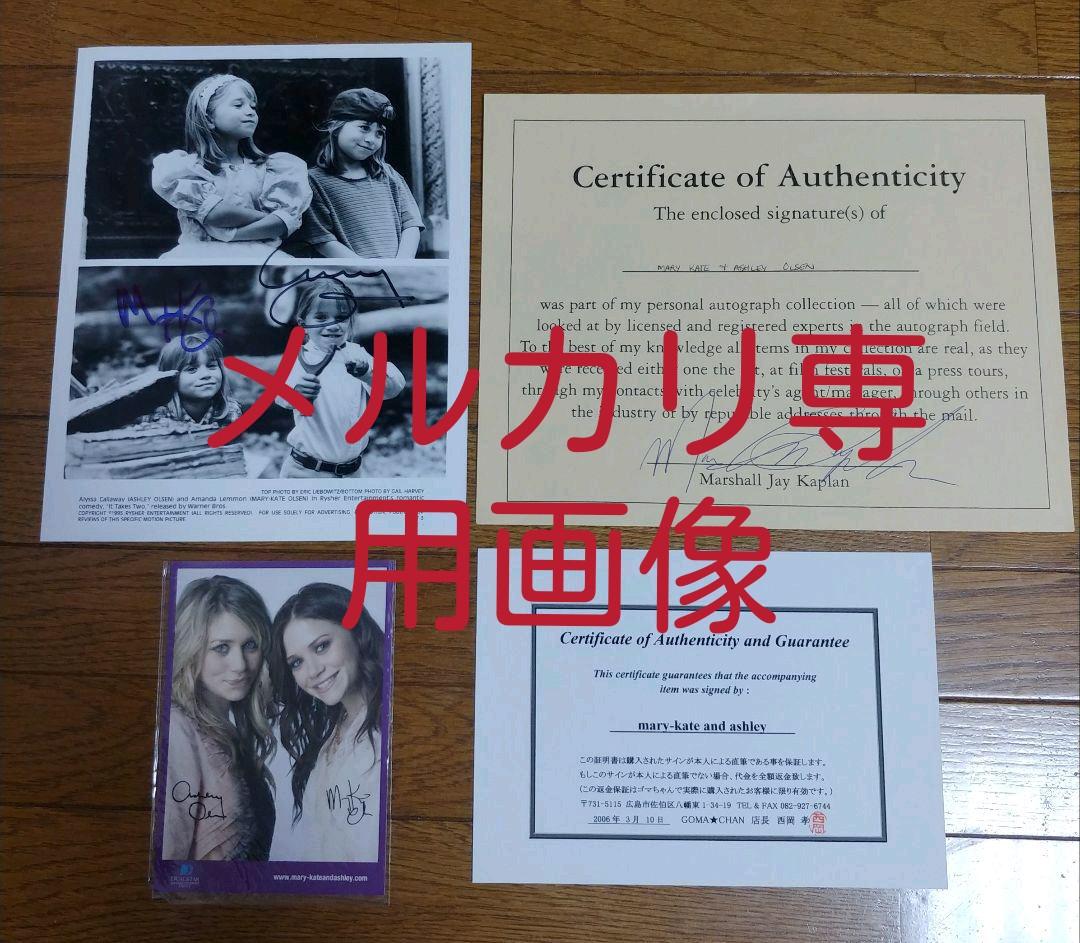 TOP PHOTO BY ERIC LIEBOWITZ/BOTTOM PHOTO BY GAIL HARVEY
Alyssa Callaway (ASHLEY OLSEN) and Amanda Lemmon (MARY-KATE OLSEN) in Rysher Entertainment's romantic
comedy, "It Takes Two," released by Warner Bros.
COPYRIGHT ©1995 RYSHER ENTERTAINMENT (ALL RIGHTS RESERVED) FOR USE SOLELY FOR ADVERTISING,
REVIEWS OF THIS SPECIFIC MOTION PICTURE
Certificate of Authenticity
The enclosed signature(s) of
MARY KATE + ASHLEY OLSEN
was part of my personal autograph collection — all of which were
looked at by licensed and registered experts in the autograph field.
To the best of my knowledge all items in my collection are real, as they
were received either one the set, at film festivals, on a press tours,
through my contacts with celebrity's agent/manager, through others in
the industry or by reputable addresses through the mail.
Marshall Jay Kaplan
メルカリ専
用画像
www.mary-kateandashley.com
Certificate of Authenticity and Guarantee
This certificate guarantees that the accompanying
item was signed by :
mary-kate and ashley
この証明書は購入されたサインが本人による直筆である事を保証します。
もしこのサインが本人による直筆でない場合、代金を全額返金致します。
(この返金保証はゴマちゃんで実際に購入されたお客様に限り有効です。)
〒731-5115 広島市佐伯区八幡東 1-34-19 TEL & FAX 082-927-6744
2006 年 3 月 10 日 GOMA★CHAN 店長 西岡 孝
西岡